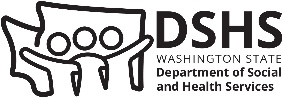 DSHS
WASHINGTON STATE
Department of Social
and Health Services